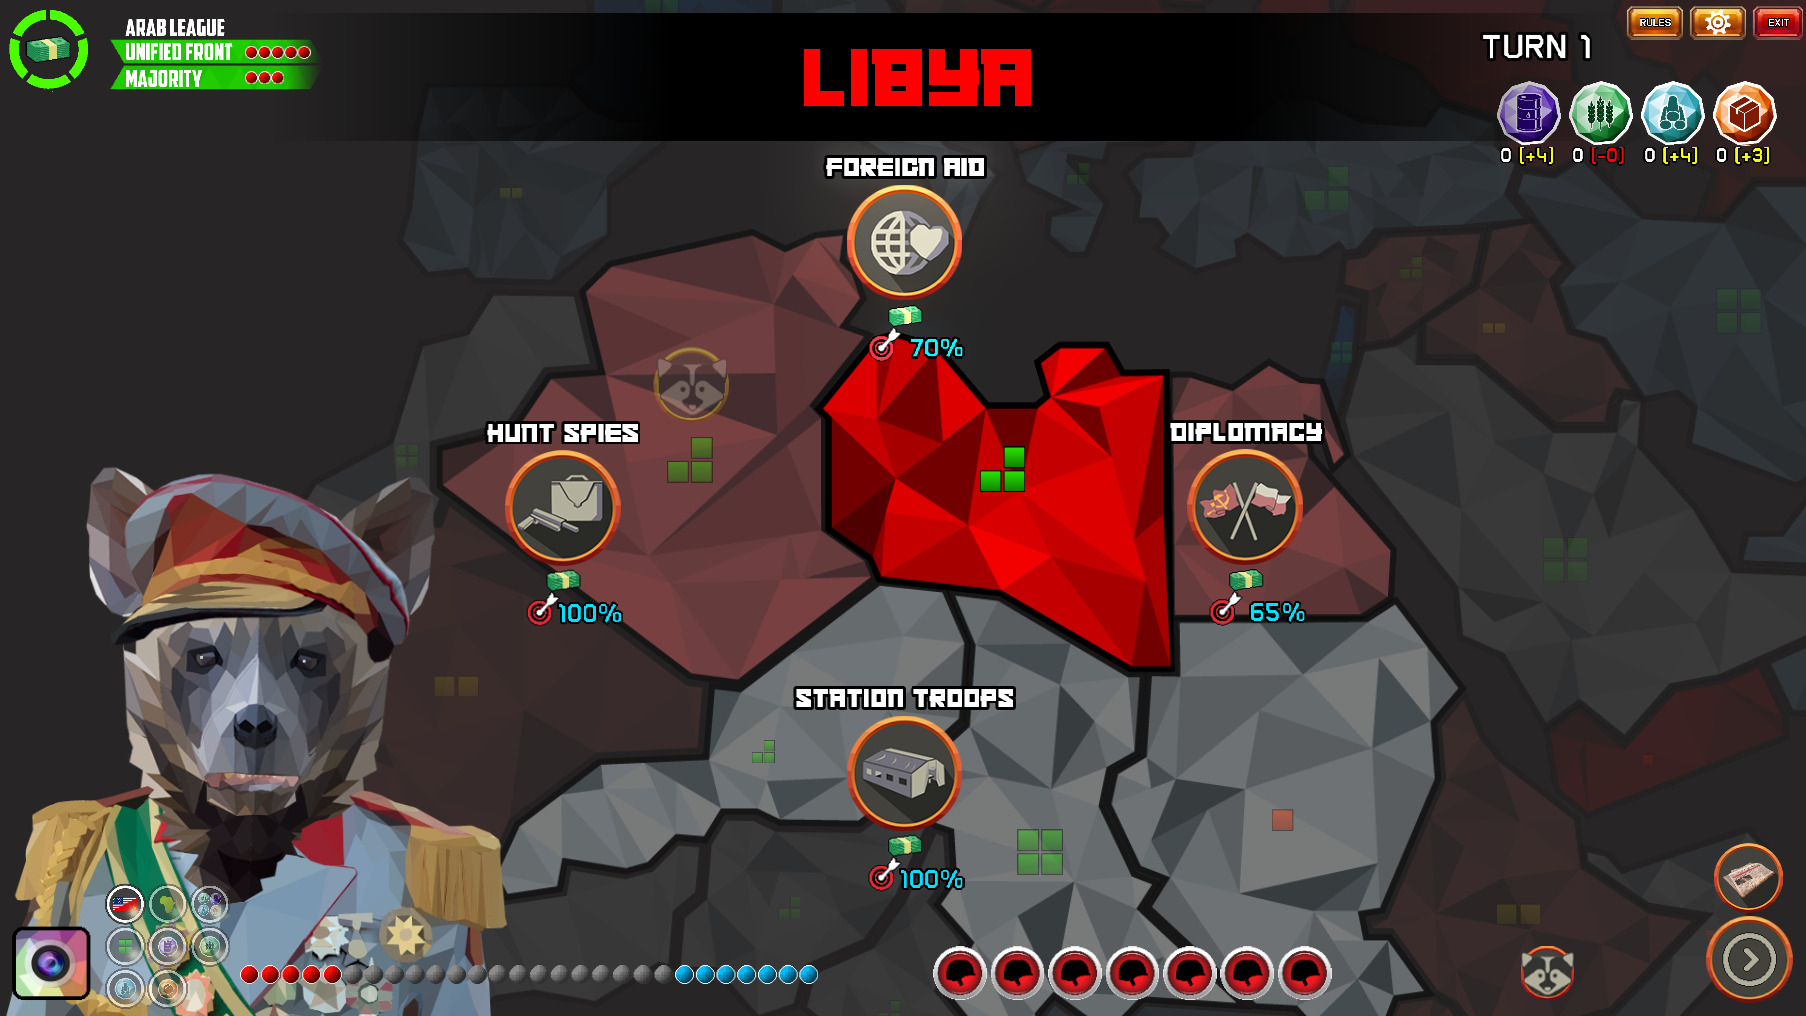 ARAB LEAGUE
UNIFIED FRONT
MAJORITY
LIBYA
TURN 1
RULES
EXIT
0 (+4) 0 (-0) 0 (+4) 0 (+3)
FOREIGN AID
70%
HUNT SPIES
100%
DIPLOMACY
65%
STATION TROOPS
100%